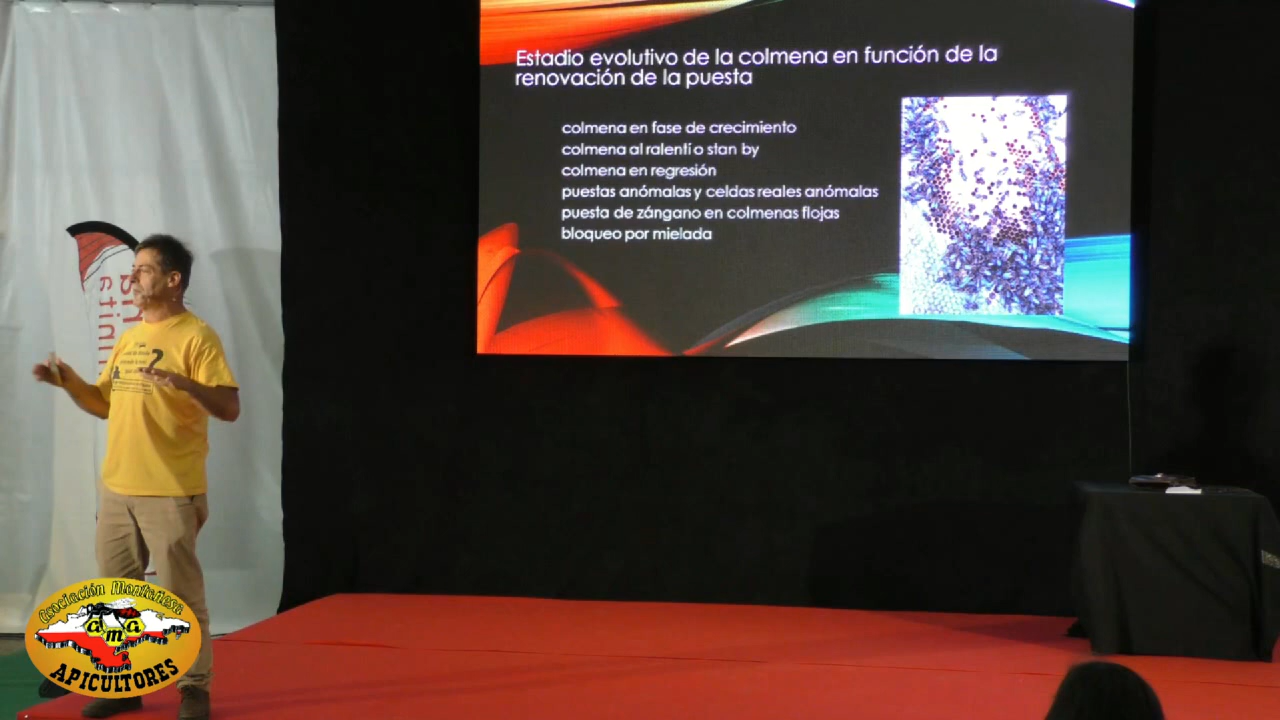 Estadio evolutivo de la colmena en función de la
renovación de la puesta
colmena en fase de crecimiento
colmena al ralentí o stan by
colmena en regresión
puestas anómalas y celdas reales anómalas
puesta de zángano en colmenas flojas
bloqueo por mielada
?
Asociación Montañesa
AMA
APICULTORES